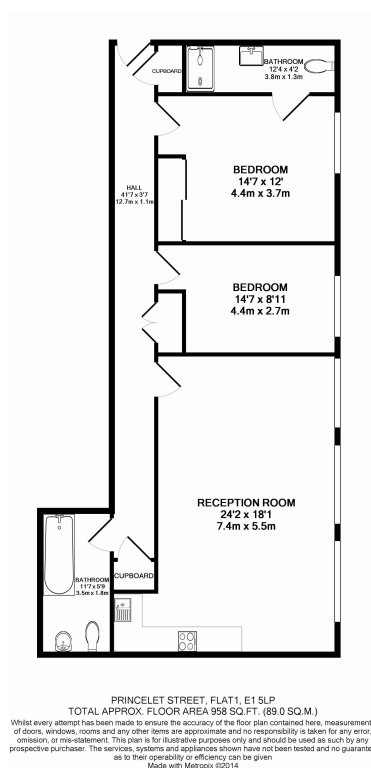 CUPBOARD
BATHROOM
12'4 x 4'2
3.8m x 1.3m
BEDROOM
14'7 x 12'
4.4m x 3.7m
HALL
41'7 x 3'7
12.7m x 1.1m
BEDROOM
14'7 x 8'11
4.4m x 2.7m
RECEPTION ROOM
24'2 x 18'1
7.4m x 5.5m
CUPBOARD
BATHROOM
11'7 x 5'9
3.5m x 1.8m
PRINCELET STREET, FLAT1, E1 5LP
TOTAL APPROX. FLOOR AREA 958 SQ.FT. (89.0 SQ.M.)
Whilst every attempt has been made to ensure the accuracy of the floor plan contained here, measurement
of doors, windows, rooms and any other items are approximate and no responsibility is taken for any error,
omission, or mis-statement. This plan is for illustrative purposes only and should be used as such by any
prospective purchaser. The services, systems and appliances shown have not been tested and no guarante
as to their operability or efficiency can be given
Made with Metropix ©2014